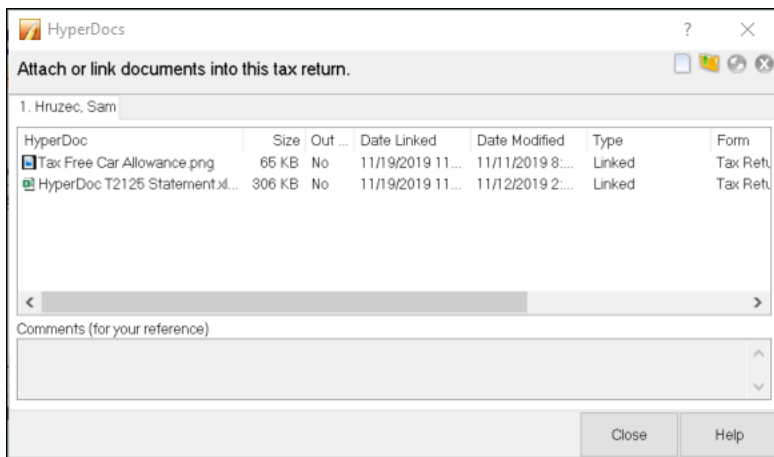 HyperDocs ?
Attach or link documents into this tax return.
1. Hruzec, Sam
HyperDoc Size Out ... Date Linked Date Modified Type Form
Tax Free Car Allowance.png 65 KB No 11/19/2019 11... 11/11/2019 8:... Linked Tax Retu
HyperDoc T2125 Statement.xl... 306 KB No 11/19/2019 11... 11/12/2019 2:... Linked Tax Retu
Comments (for your reference)
Close Help